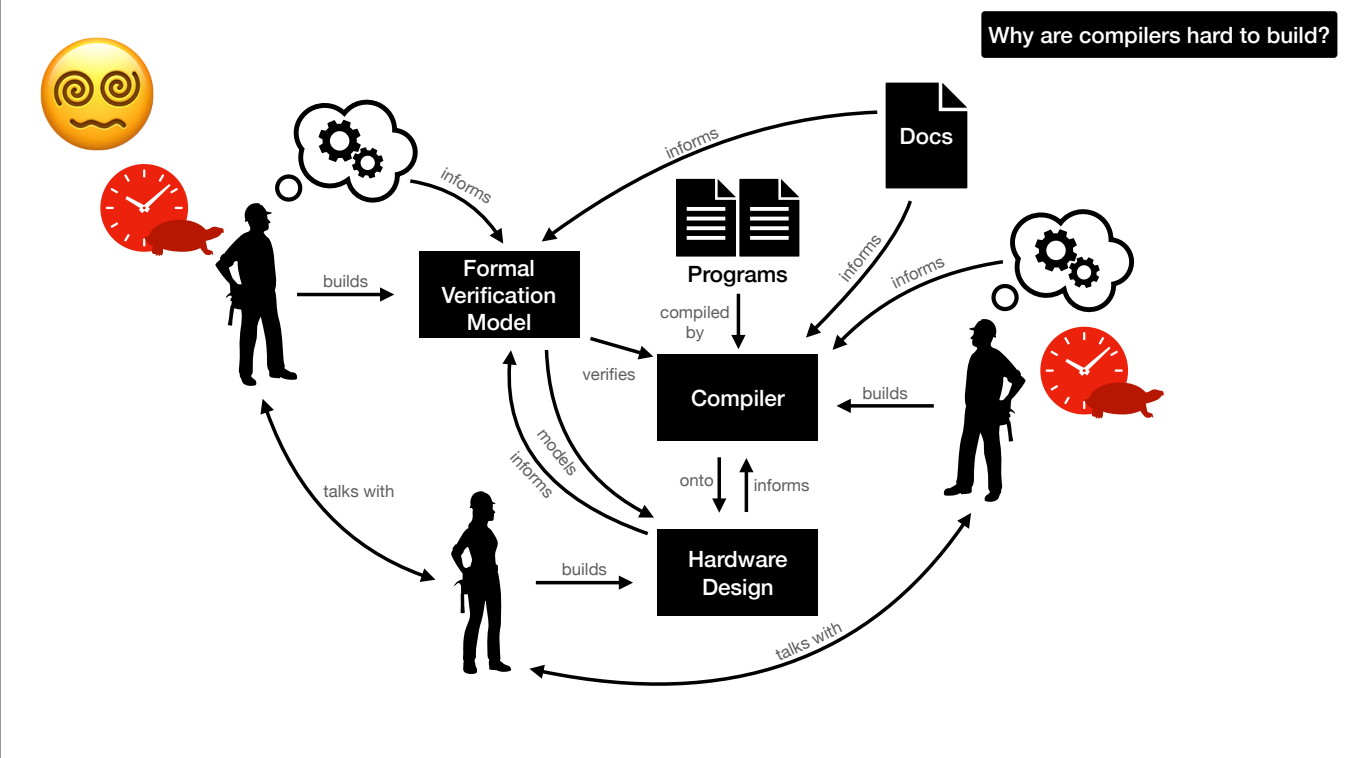 Why are compilers hard to build?
Docs
informs
informs
Programs
informs
informs
builds
Formal
Verification
Model
compiled
by
verifies
Compiler
builds
models
informs
onto
informs
talks with
Hardware
Design
builds
talks with